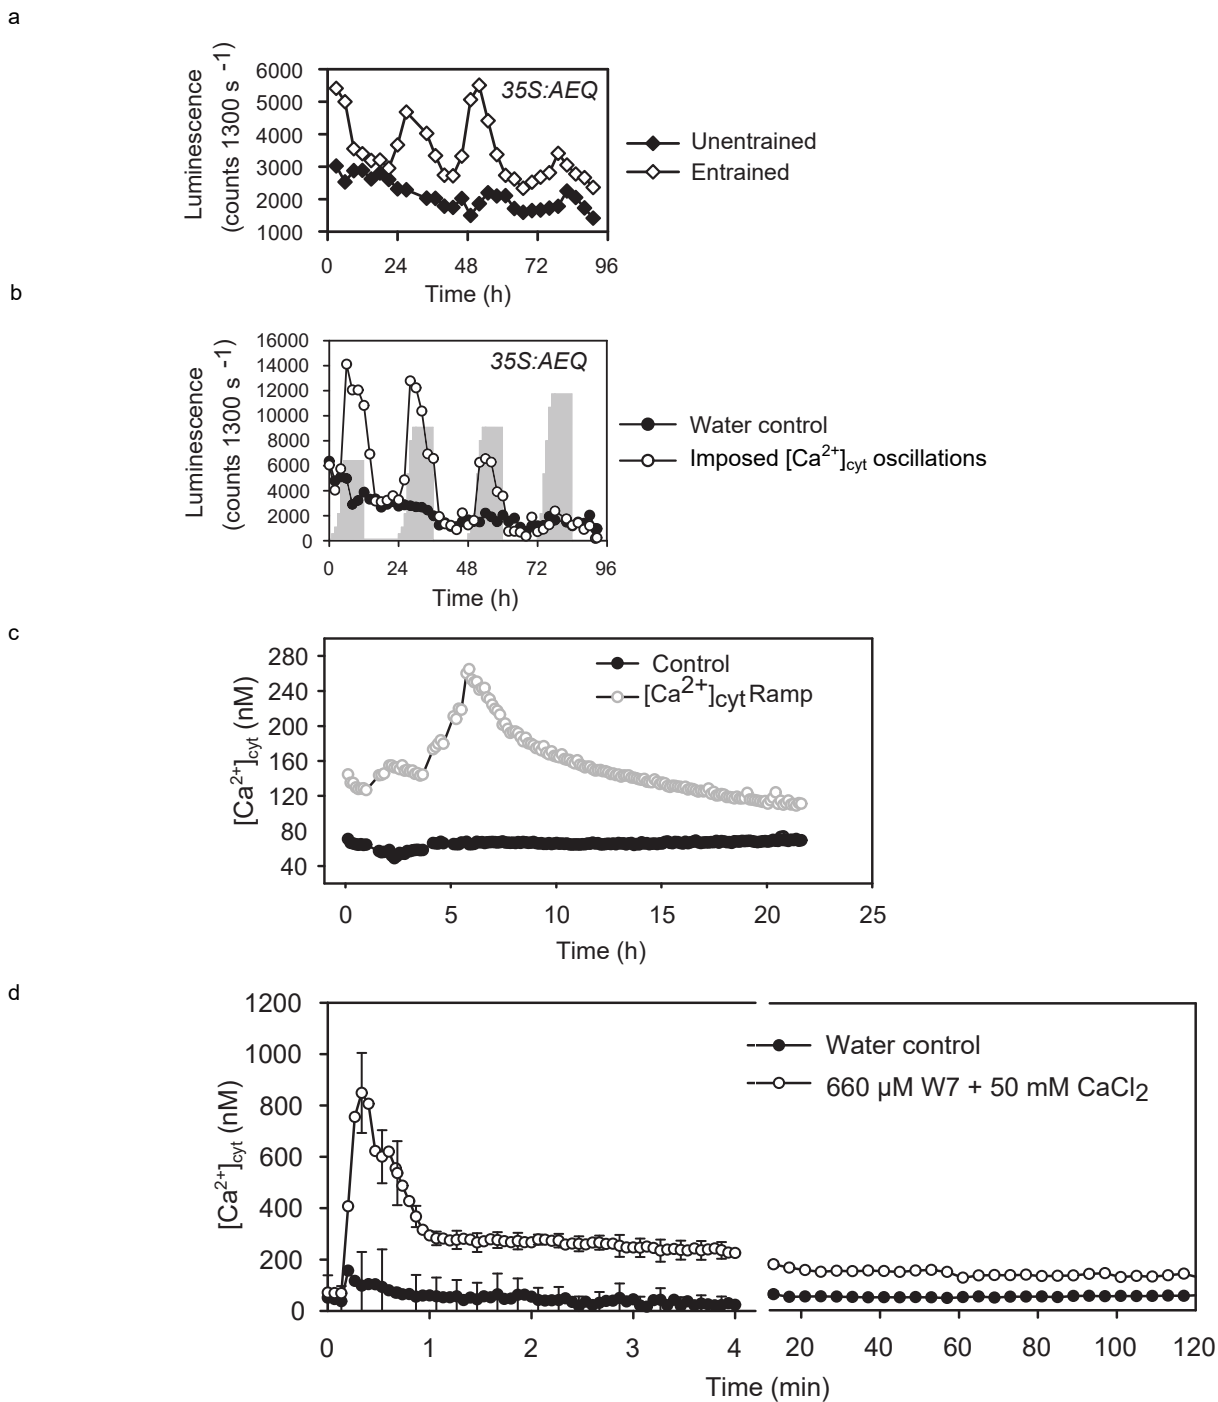 a
Luminescence
(counts 1300 s -1)
6000
5000
4000
3000
2000
1000
35S:AEQ
Unentrained
Entrained
0 24 48 72 96
Time (h)
b
Luminescence
(counts 1300 s -1)
16000
14000
12000
10000
8000
6000
4000
2000
0
35S:AEQ
Water control
Imposed [Ca2+]cyt oscillations
0 24 48 72 96
Time (h)
c
[Ca2+]cyt (nM)
280
240
200
160
120
80
40
Control
[Ca2+]cyt Ramp
0 5 10 15 20 25
Time (h)
d
[Ca2+]cyt (nM)
1200
1000
800
600
400
200
0
Water control
660 µM W7 + 50 mM CaCl2
0 1 2 3 4 20 40 60 80 100 120
Time (min)